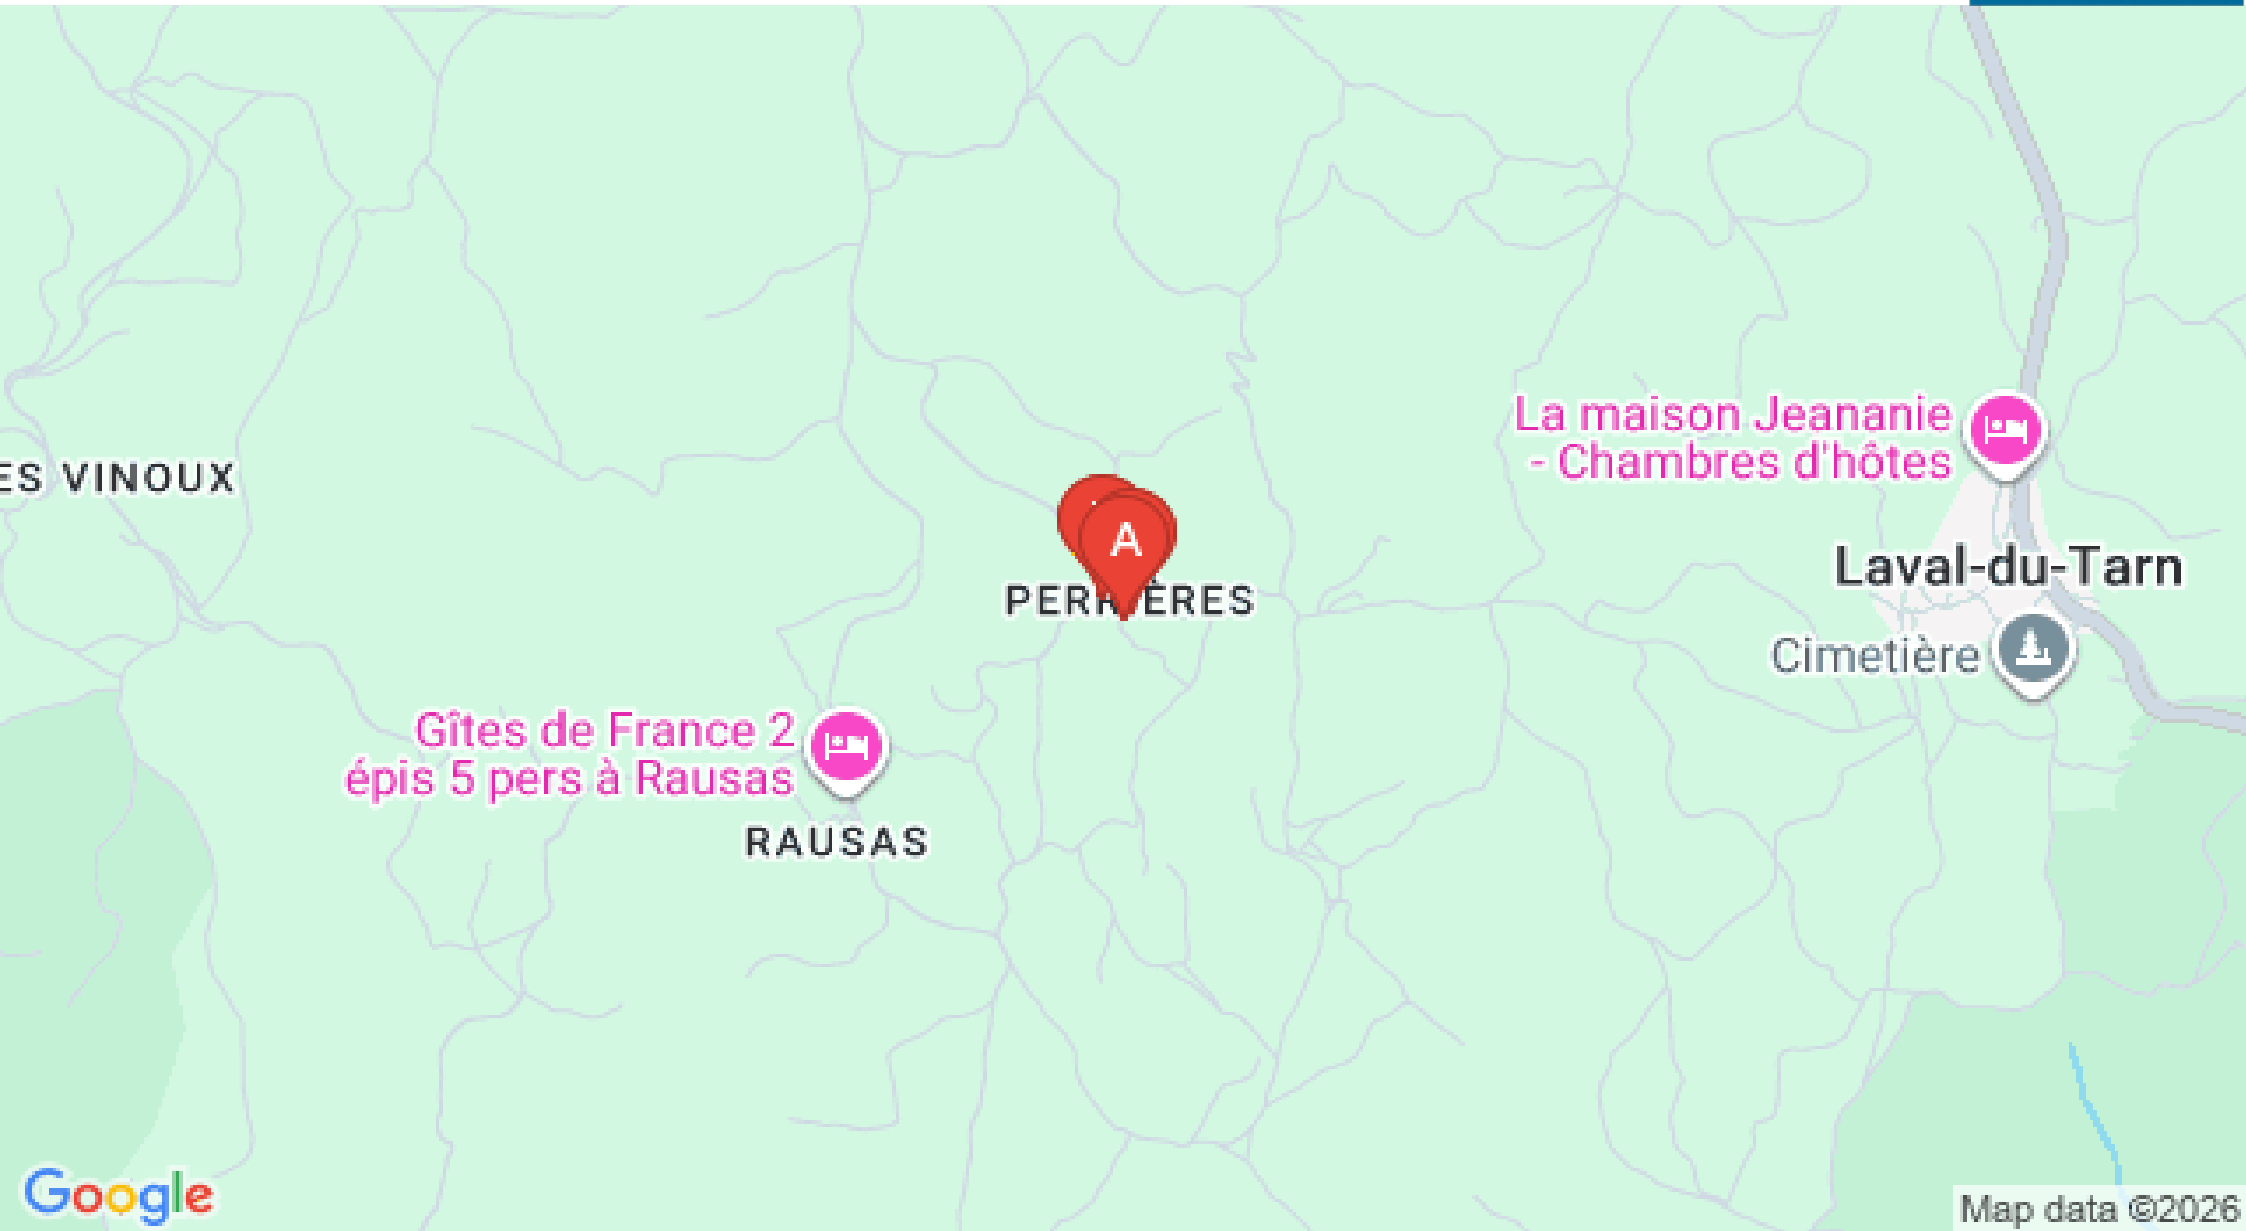 La maison Jeananie
- Chambres d'hôtes
ES VINOUX
A
Laval-du-Tarn
PERRIÈRES
Cimetière
Gîtes de France 2
épis 5 pers à Rausas
RAUSAS
Google
Map data ©2026